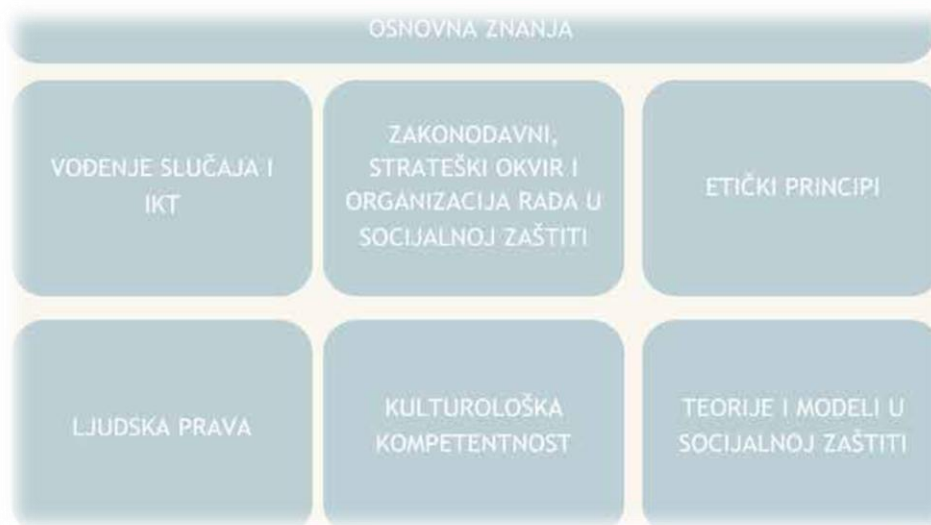 OSNOVNA ZNANJA
VOĐENJE SLUČAJA I
IKT
ZAKONODAVNI,
STRATEŠKI OKVIR I
ORGANIZACIJA RADA U
SOCIJALNOJ ZAŠTITI
ETIČKI PRINCIPI
LJUDSKA PRAVA
KULTUROLOŠKA
KOMPETENTNOST
TEORIJE I MODELI U
SOCIJALNOJ ZAŠTITI